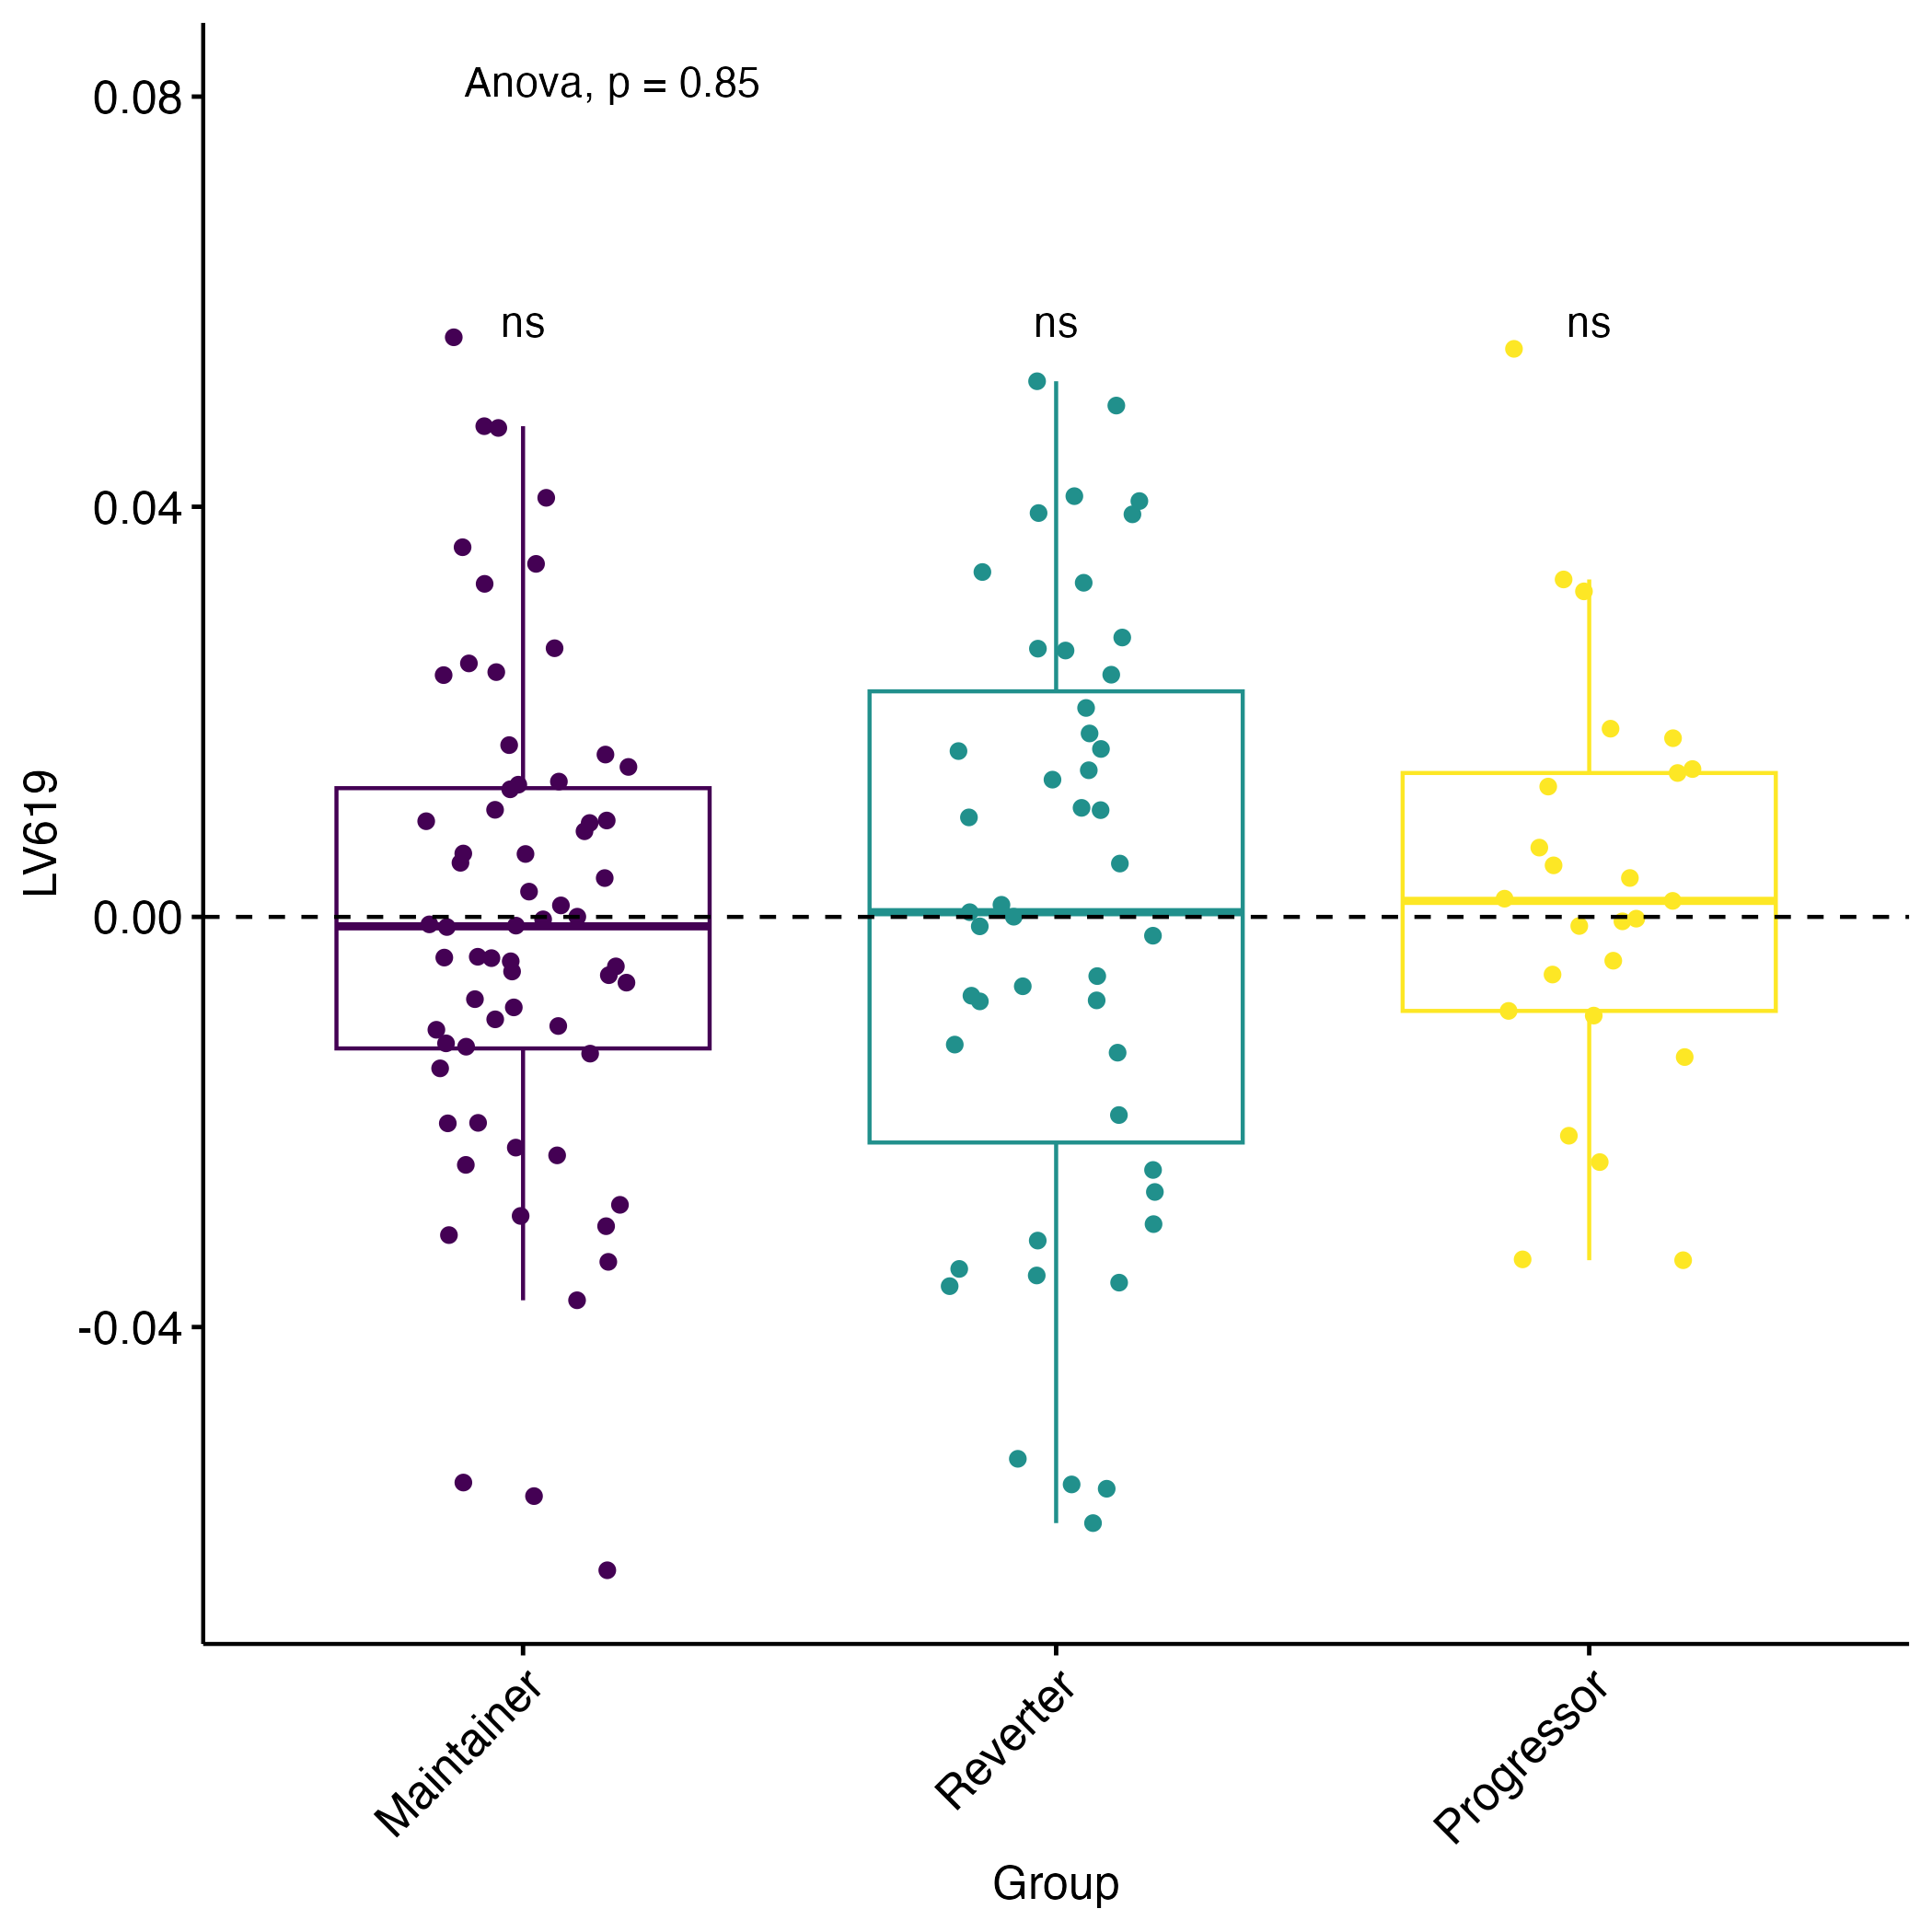 Anova, p = 0.85
ns ns ns
0.08
0.04
0.00
-0.04
LV619
Maintainer
Reverter
Progressor
Group